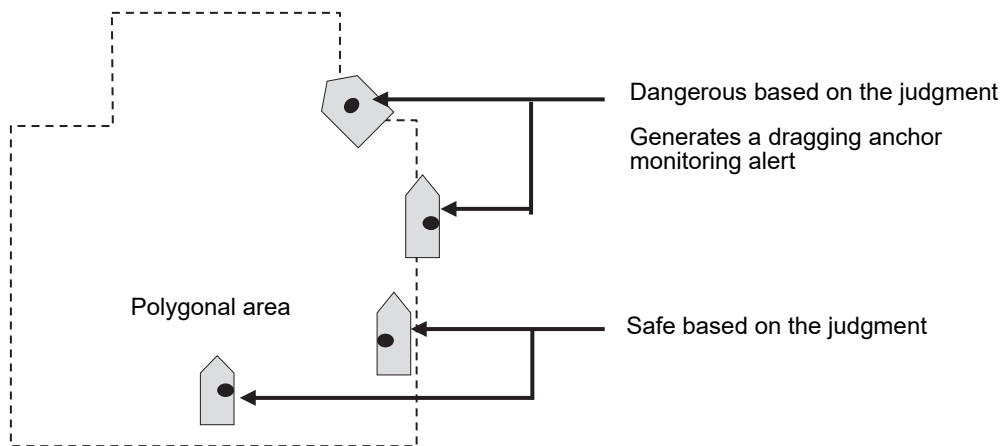 Dangerous based on the judgment
Generates a dragging anchor
monitoring alert
Polygonal area
Safe based on the judgment